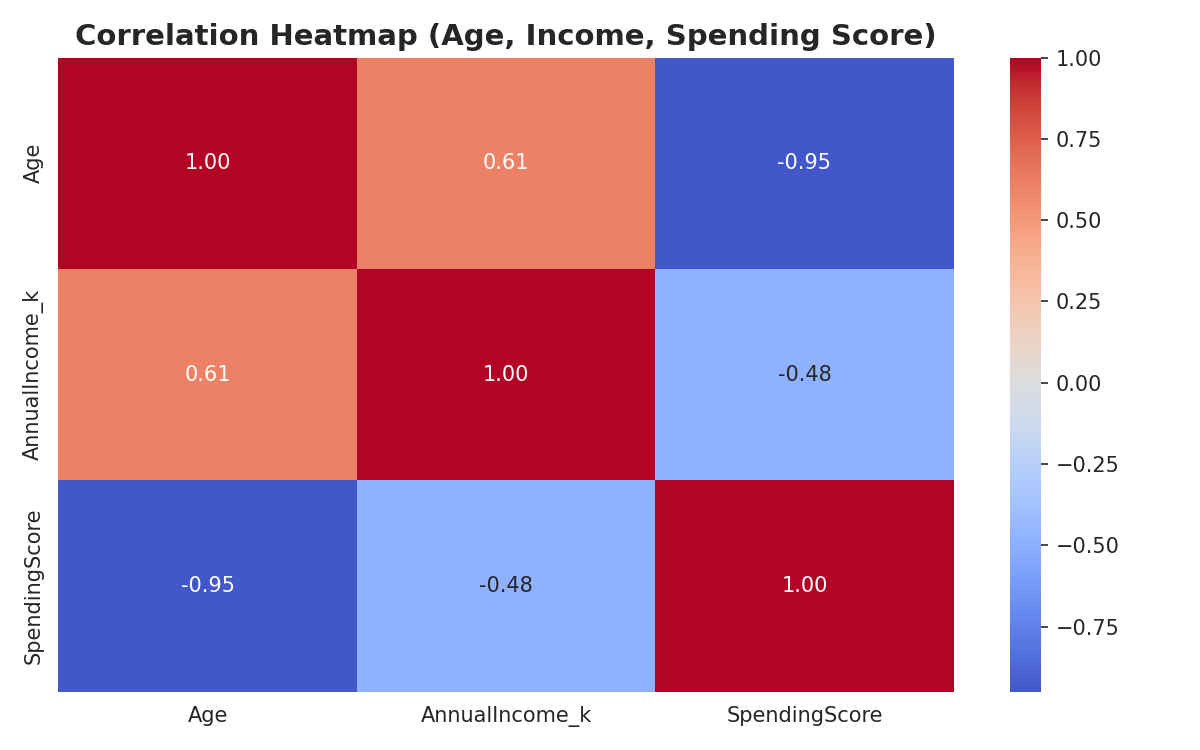 Correlation Heatmap (Age, Income, Spending Score)
Age
1.00
0.61
-0.95
AnnualIncome_k
0.61
1.00
-0.48
SpendingScore
-0.95
-0.48
1.00
Age
AnnualIncome_k
SpendingScore
1.00
0.75
0.50
0.25
0.00
−0.25
−0.50
−0.75